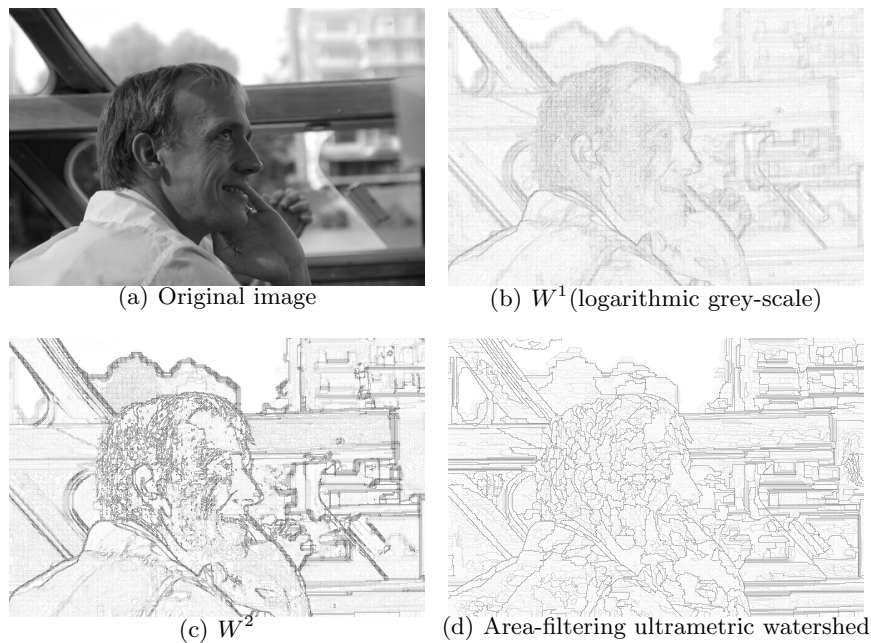 (a) Original image
(b) W¹(logarithmic grey-scale)
(c) W²
(d) Area-filtering ultrametric watershed